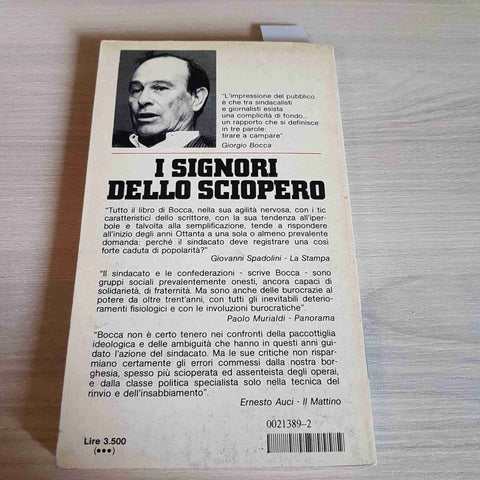 "L'impressione del pubblico
è che tra sindacalisti
e giornalisti esista
una complicità di fondo...
un rapporto che si definisce
in tre parole:
tirare a campare".
Giorgio Bocca
I SIGNORI
DELLO SCIOPERO
"Tutto il libro di Bocca, nella sua agilità nervosa, con i tic
caratteristici dello scrittore, con la sua tendenza all'iper-
bole e talvolta alla semplificazione, tende a rispondere
all'inizio degli anni Ottanta a una sola o almeno prevalente
domanda: perché il sindacato deve registrare una così
forte caduta di popolarità?"
Giovanni Spadolini - La Stampa
"Il sindacato e le confederazioni - scrive Bocca - sono
gruppi sociali prevalentemente onesti, ancora capaci di
solidarietà, di fraternità. Ma sono anche delle burocrazie al
potere da oltre trent'anni, con tutti gli inevitabili deterio-
ramenti fisiologici e con le involuzioni burocratiche".
Paolo Murialdi - Panorama
"Bocca non è certo tenero nei confronti della paccottiglia
ideologica e delle ambiguità che hanno in questi anni gui-
dato l'azione del sindacato. Ma le sue critiche non rispar-
miano certamente gli errori commessi dalla nostra bor-
ghesia, spesso più scioperata ed assenteista degli operai,
e dalla classe politica specialista solo nella tecnica del
rinvio e dell'insabbiamento".
Ernesto Auci - Il Mattino
Lire 3.500
(•••)
0021389-2